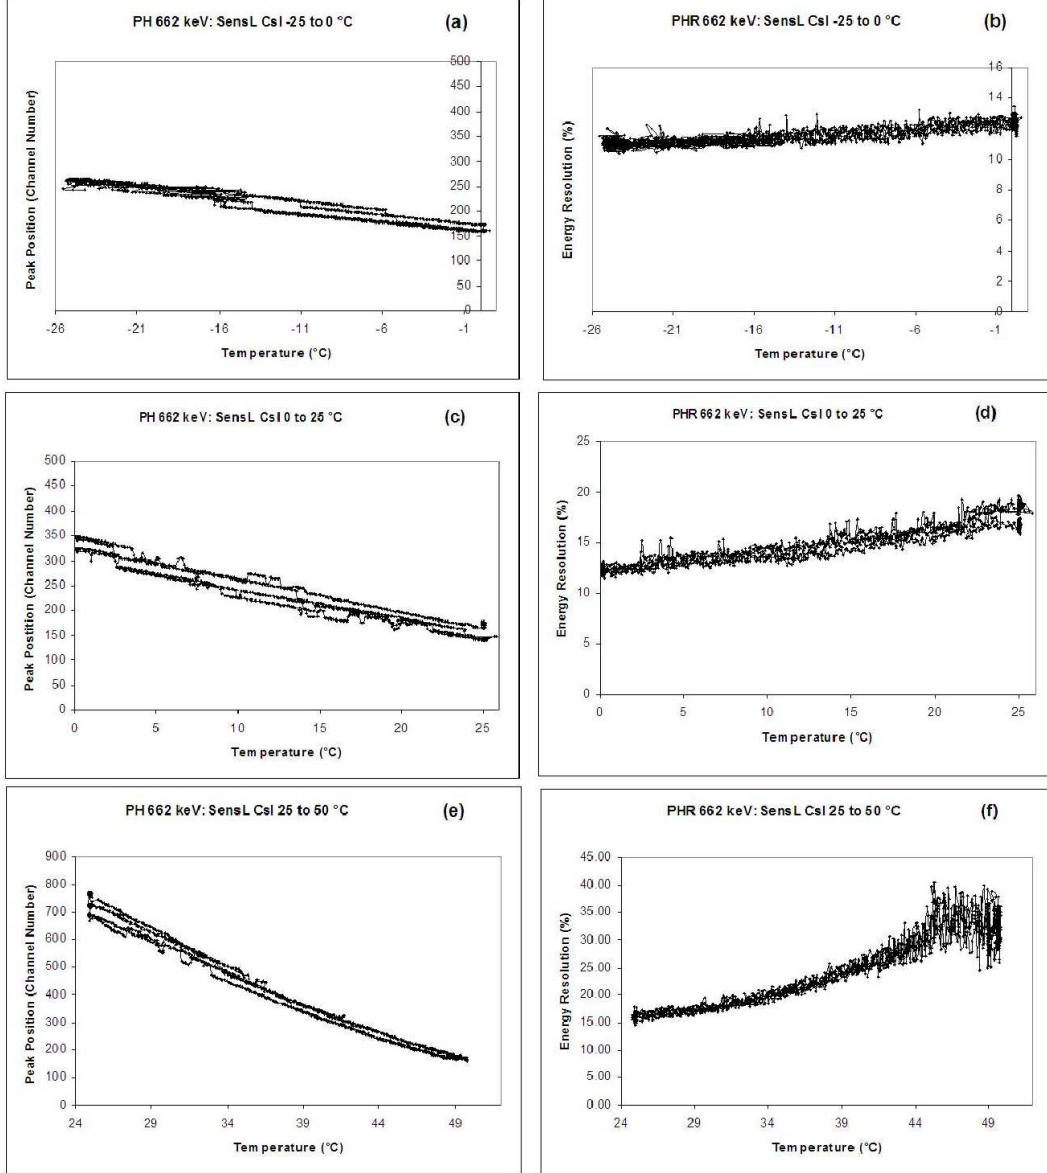 PH 662 keV: SensL CsI -25 to 0 °C
(a)
Peak Position (Channel Number)
500
450
400
350
300
250
200
150
100
50
0
-26 -21 -16 -11 -6 -1
Temperature (°C)
PHR 662 keV: SensL CsI -25 to 0 °C
(b)
Energy Resolution (%)
16
14
12
10
8
6
4
2
0
-26 -21 -16 -11 -6 -1
Temperature (°C)
PH 662 keV: SensL CsI 0 to 25 °C
(c)
Peak Postition (Channel Number)
500
450
400
350
300
250
200
150
100
50
0
0 5 10 15 20 25
Temperature (°C)
PHR 662 keV: SensL CsI 0 to 25 °C
(d)
Energy Resolution (%)
25
20
15
10
5
0
0 5 10 15 20 25
Temperature (°C)
PH 662 keV: SensL CsI 25 to 50 °C
(e)
Peak Position (Channel Number)
900
800
700
600
500
400
300
200
100
0
24 29 34 39 44 49
Temperature (°C)
PHR 662 keV: SensL CsI 25 to 50 °C
(f)
Energy Resolution (%)
45.00
40.00
35.00
30.00
25.00
20.00
15.00
10.00
5.00
0.00
24 29 34 39 44 49
Temperature (°C)